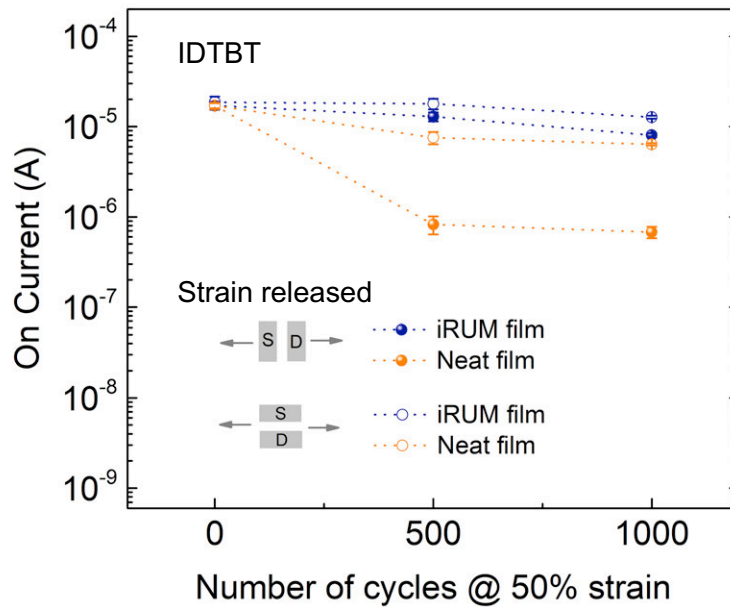 10⁻⁴
IDTBT
10⁻⁵
10⁻⁶
10⁻⁷
Strain released
S D
iRUM film
Neat film
10⁻⁸
S
D
iRUM film
Neat film
10⁻⁹
On Current (A)
0 500 1000
Number of cycles @ 50% strain